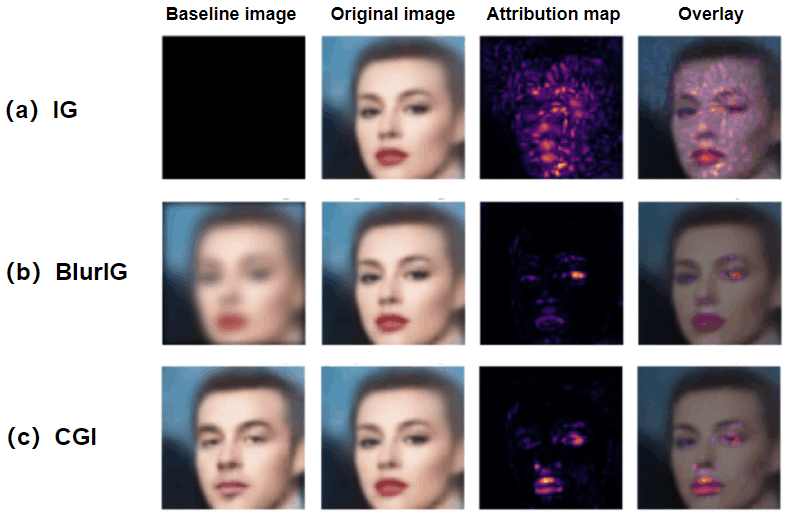 Baseline image Original image Attribution map Overlay
(a) IG
(b) BlurIG
(c) CGI